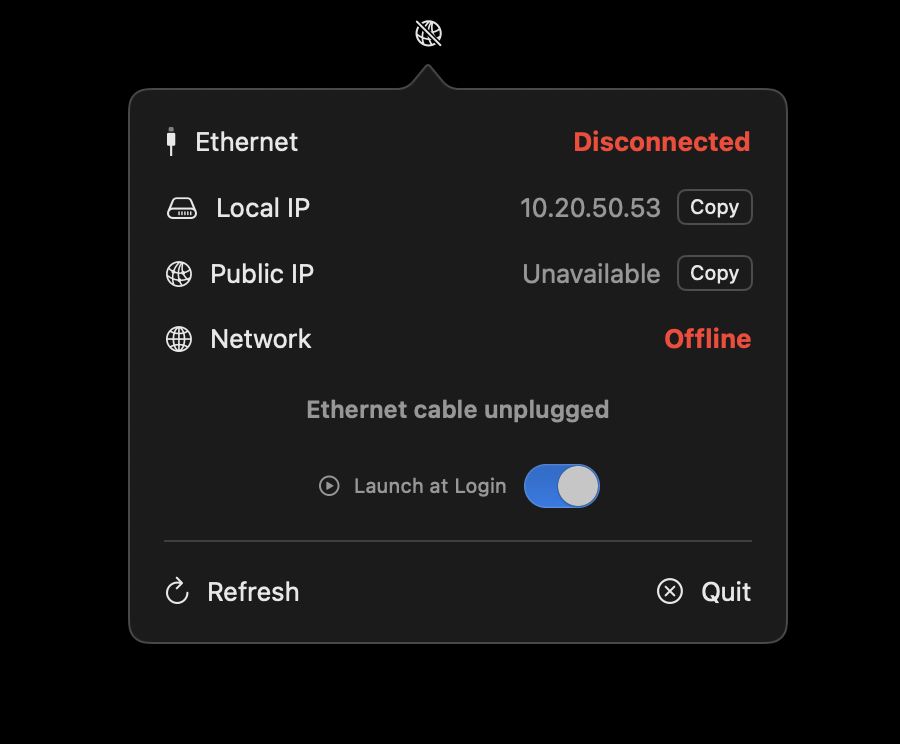 Ethernet Disconnected
Local IP 10.20.50.53 Copy
Public IP Unavailable Copy
Network Offline
Ethernet cable unplugged
Launch at Login
Refresh Quit